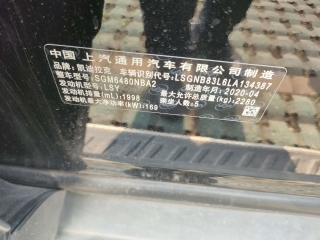 中国 上汽通用汽车有限公司制造
品牌：凯迪拉克 车辆识别代号：LSGNB83L6LA134387
整车型号：SGM6480NBA2 制造年月：2020-04
发动机型号：LSY 最大允许总质量(kg)：2280
发动机排量(mL)：1998 乘坐人数：5
发动机最大净功率(kW)：169